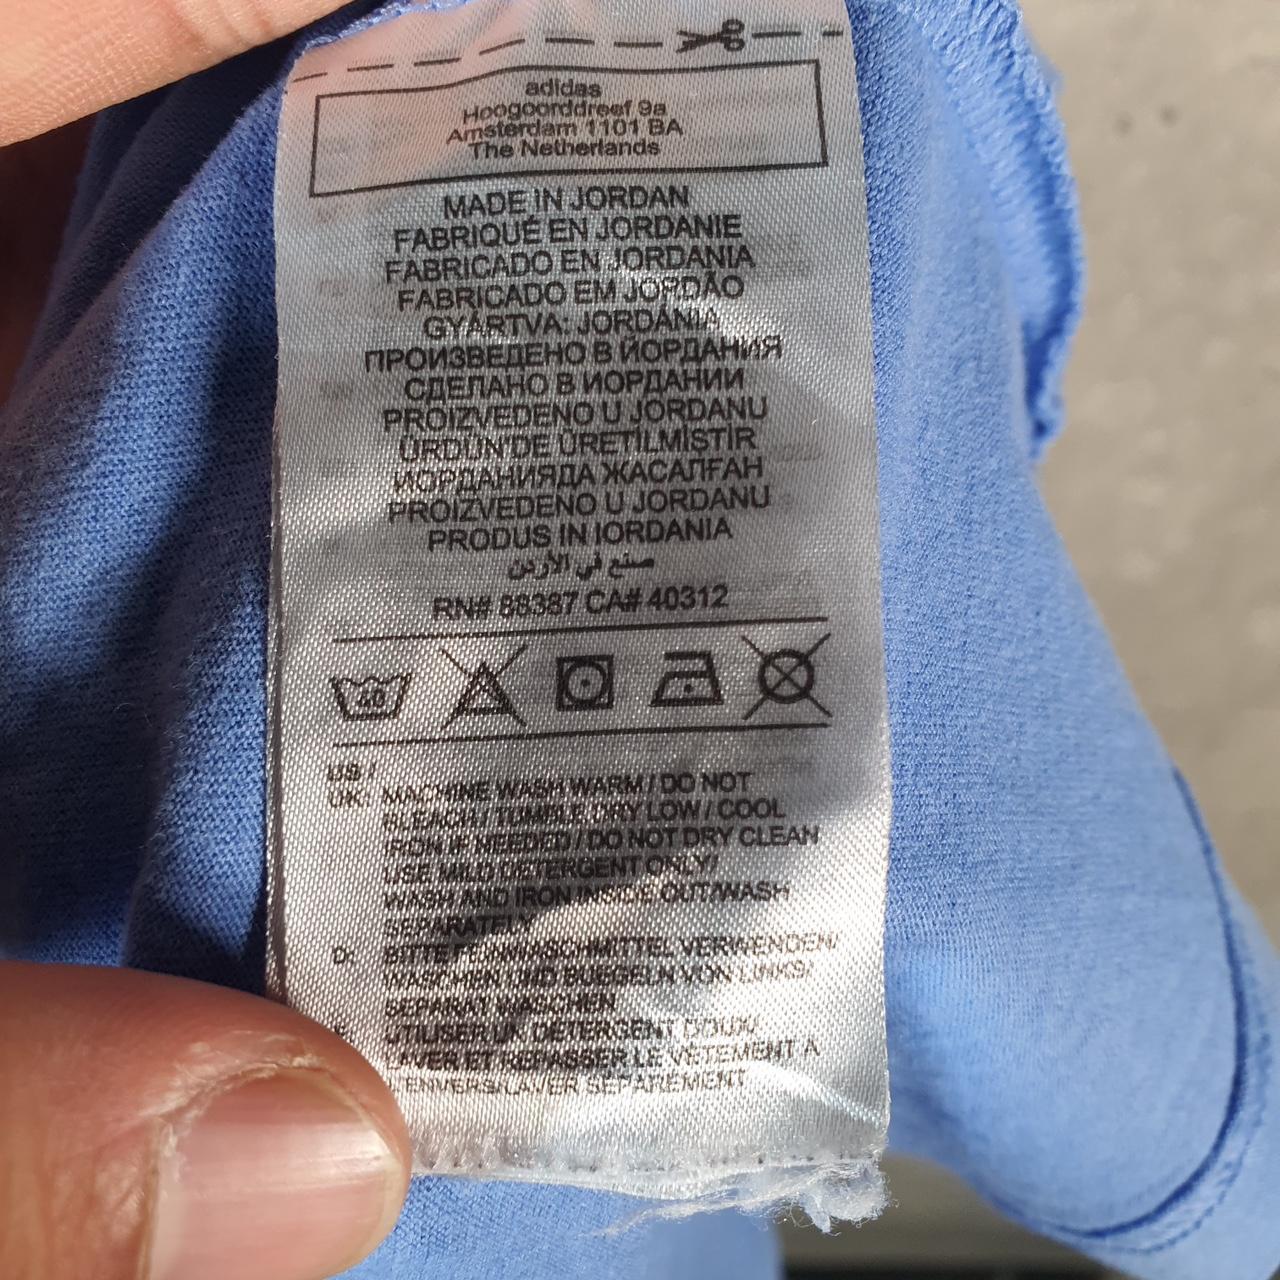 adidas
Hoogoorddreef 9a
Amsterdam 1101 BA
The Netherlands
MADE IN JORDAN
FABRIQUÉ EN JORDANIE
FABRICADO EN JORDANIA
FABRICADO EM JORDÃO
GYÁRTVA: JORDÁNIA
ПРОИЗВЕДЕНО В ЙОРДАНИЯ
СДЕЛАНО В ИОРДАНИИ
PROIZVEDENO U JORDANU
ÜRDÜN'DE ÜRETİLMİSTİR
ИОРДАНИЯДА ЖАСАЛҒАН
PROIZVEDENO U JORDANU
PRODUS IN IORDANIA
صنع في الأردن
RN# 88387 CA# 40312
40
US /
UK: MACHINE WASH WARM / DO NOT
BLEACH / TUMBLE DRY LOW / COOL
IRON IF NEEDED / DO NOT DRY CLEAN
USE MILD DETERGENT ONLY/
WASH AND IRON INSIDE OUT/WASH
SEPARATELY
D: BITTE FEINWASCHMITTEL VERWENDEN/
WASCHEN UND BUEGELN VON LINKS/
SEPARAT WASCHEN
UTILISER UN DETERGENT DOUX/
LAVER ET REPASSER LE VETEMENT A
L'ENVERS/LAVER SEPAREMENT